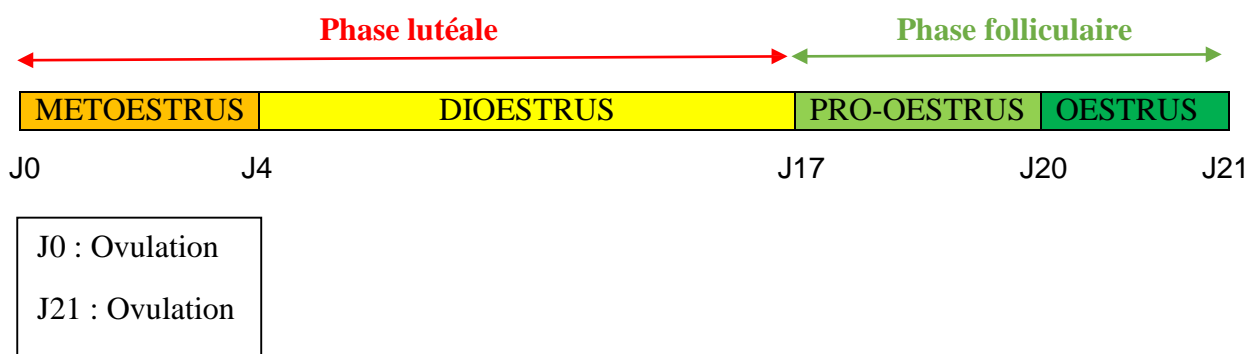 Phase lutéale Phase folliculaire
METOESTRUS DIOESTRUS PRO-OESTRUS OESTRUS
J0 J4 J17 J20 J21
J0 : Ovulation
J21 : Ovulation